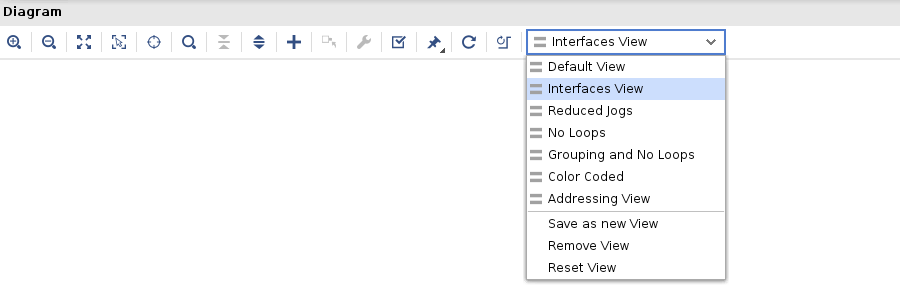 Diagram
Interfaces View
Default View
Interfaces View
Reduced Jogs
No Loops
Grouping and No Loops
Color Coded
Addressing View
Save as new View
Remove View
Reset View